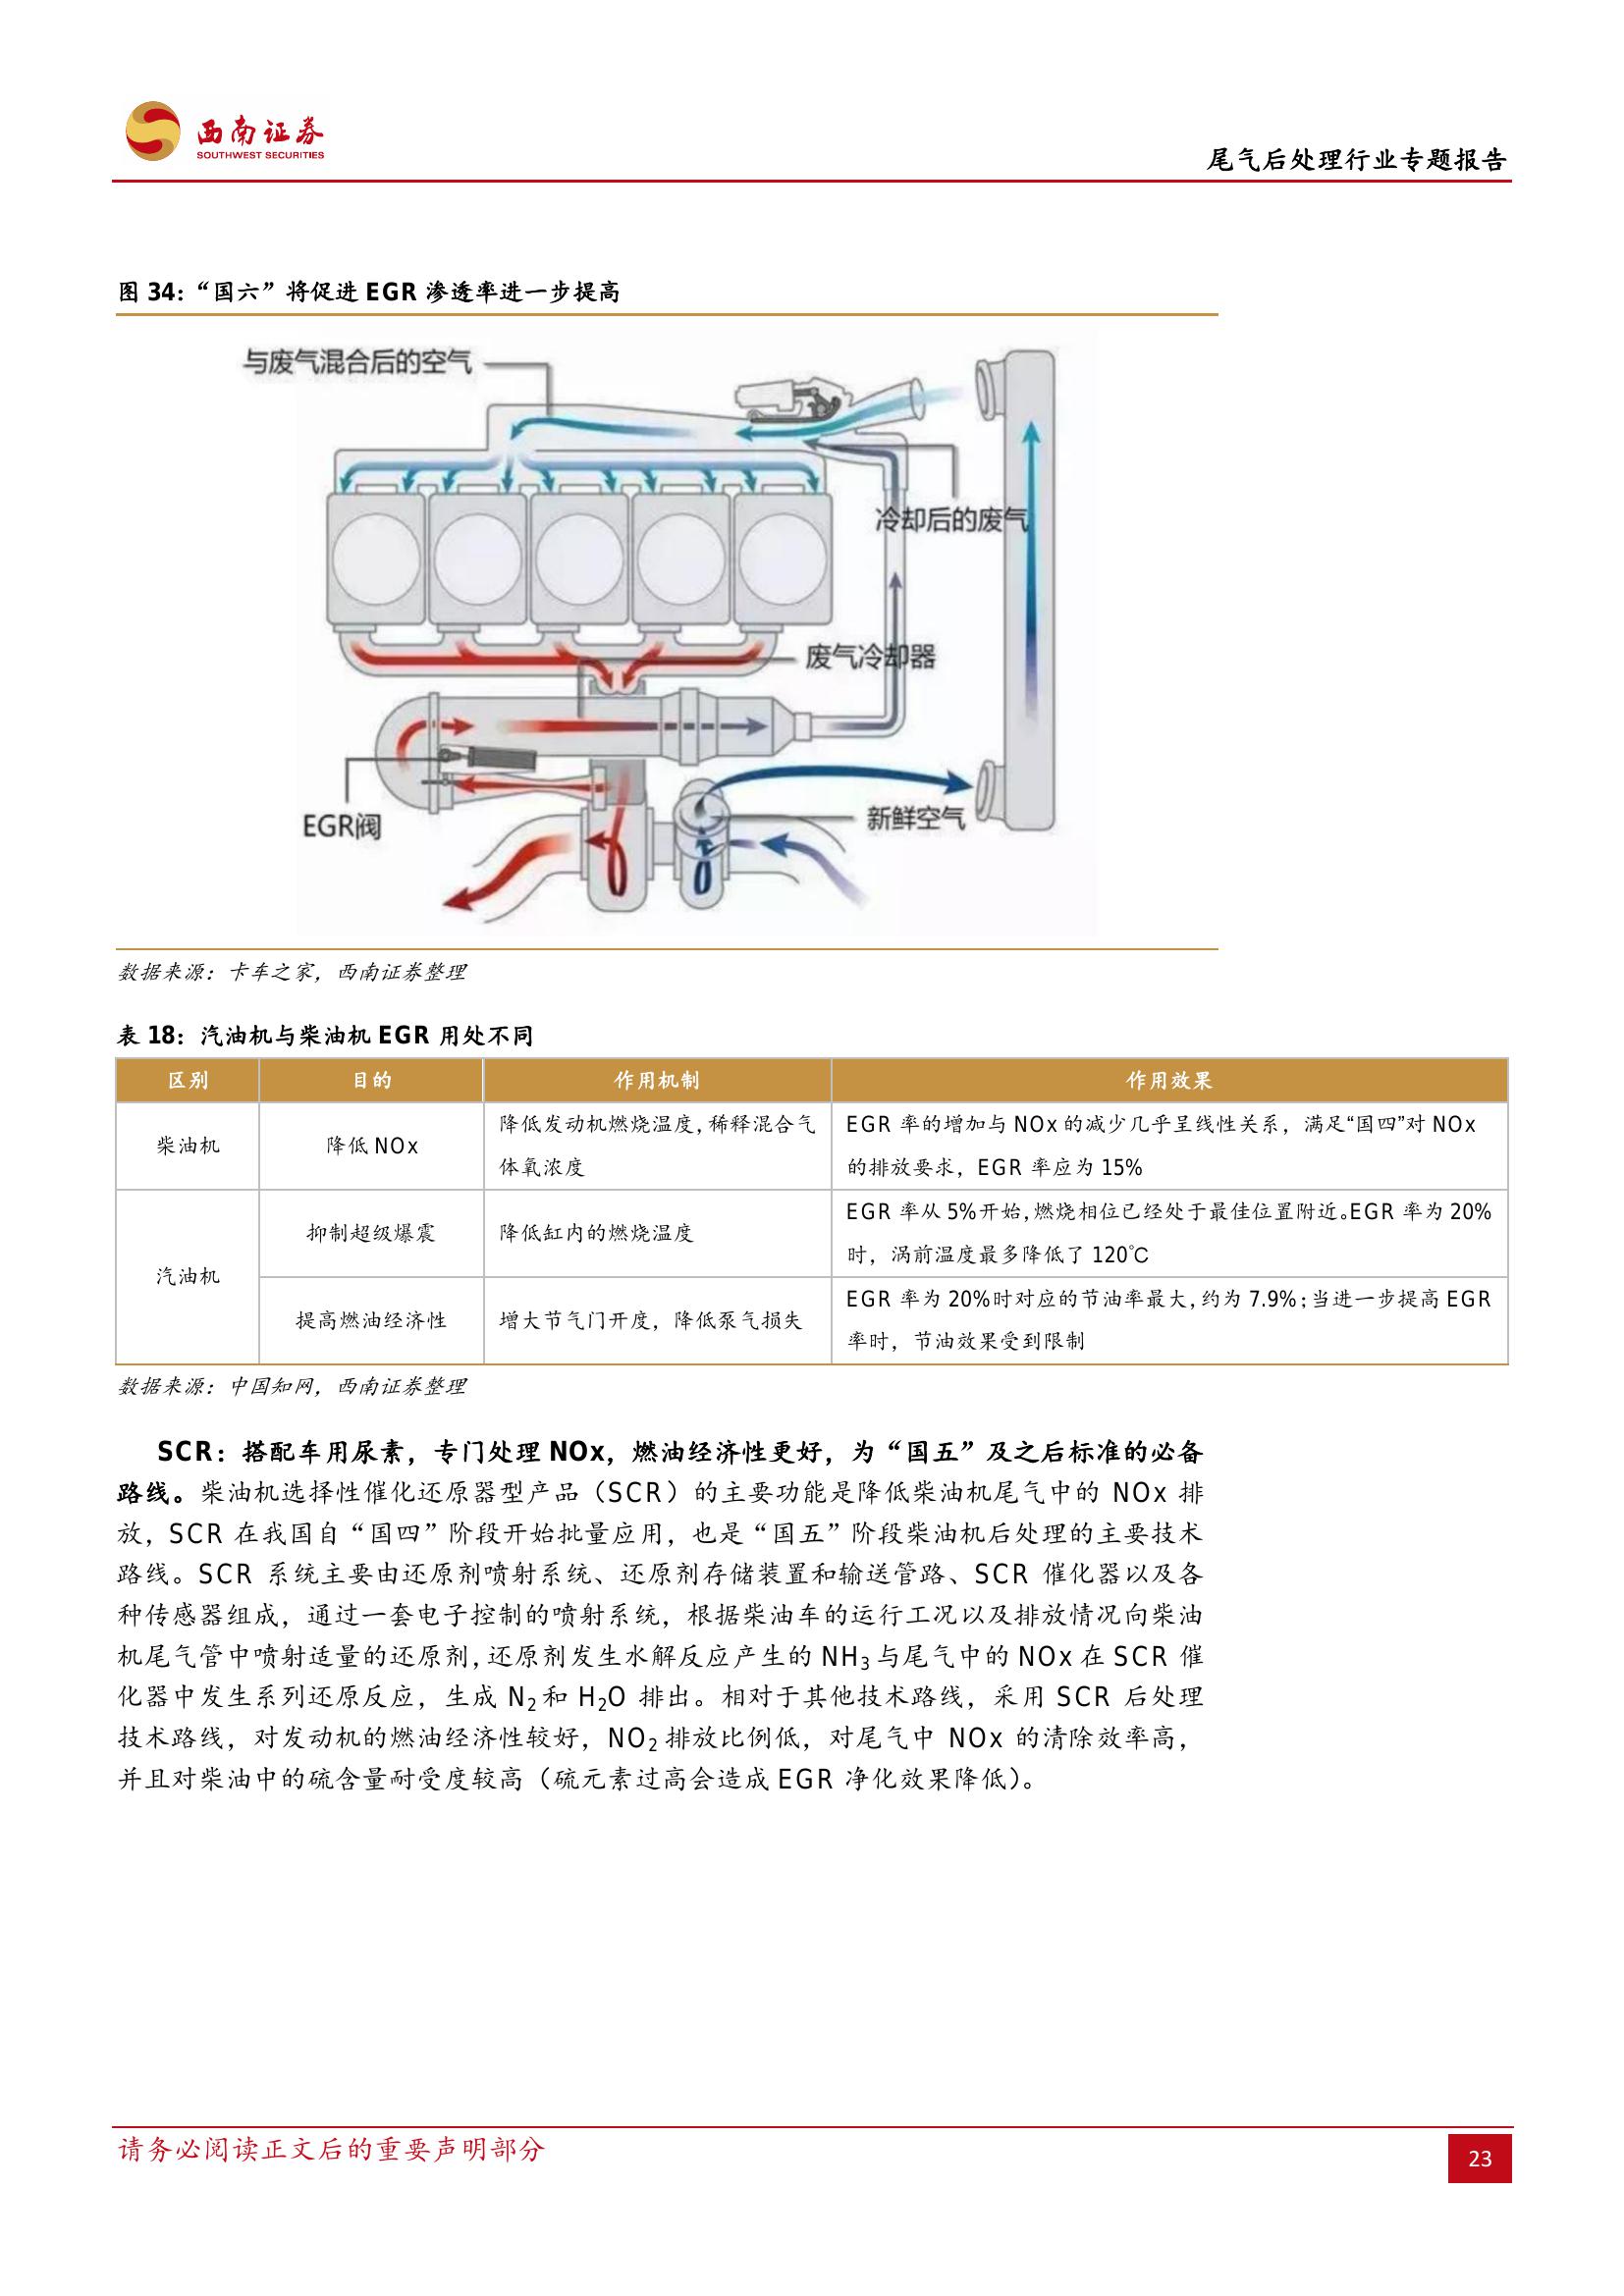 西南证券
SOUTHWEST SECURITIES
尾气后处理行业专题报告
图 34：“国六”将促进 EGR 渗透率进一步提高
与废气混合后的空气
冷却后的废气
废气冷却器
EGR阀
新鲜空气
数据来源：卡车之家，西南证券整理
表 18：汽油机与柴油机 EGR 用处不同
区别 目的 作用机制 作用效果
柴油机 降低 NOx 降低发动机燃烧温度，稀释混合气
体氧浓度
EGR 率的增加与 NOx 的减少几乎呈线性关系，满足“国四”对 NOx
的排放要求，EGR 率应为 15%
汽油机 抑制超级爆震 降低缸内的燃烧温度
EGR 率从 5%开始，燃烧相位已经处于最佳位置附近。EGR 率为 20%
时，涡前温度最多降低了 120℃
提高燃油经济性 增大节气门开度，降低泵气损失
EGR 率为 20%时对应的节油率最大，约为 7.9%；当进一步提高 EGR
率时，节油效果受到限制
数据来源：中国知网，西南证券整理
SCR：搭配车用尿素，专门处理 NOx，燃油经济性更好，为“国五”及之后标准的必备
路线。柴油机选择性催化还原器型产品（SCR）的主要功能是降低柴油机尾气中的 NOx 排
放，SCR 在我国自“国四”阶段开始批量应用，也是“国五”阶段柴油机后处理的主要技术
路线。SCR 系统主要由还原剂喷射系统、还原剂存储装置和输送管路、SCR 催化器以及各
种传感器组成，通过一套电子控制的喷射系统，根据柴油车的运行工况以及排放情况向柴油
机尾气管中喷射适量的还原剂，还原剂发生水解反应产生的 NH₃与尾气中的 NOx 在 SCR 催
化器中发生系列还原反应，生成 N₂和 H₂O 排出。相对于其他技术路线，采用 SCR 后处理
技术路线，对发动机的燃油经济性较好，NO₂排放比例低，对尾气中 NOx 的清除效率高，
并且对柴油中的硫含量耐受度较高（硫元素过高会造成 EGR 净化效果降低）。
请务必阅读正文后的重要声明部分
23